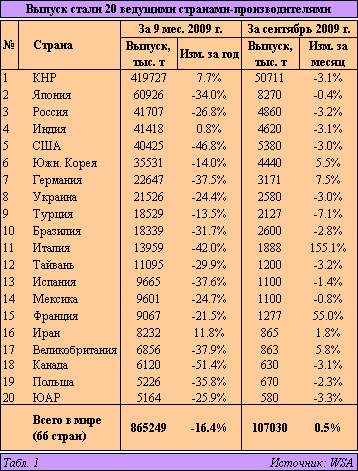 Выпуск стали 20 ведущими странами-производителями
№ Страна За 9 мес. 2009 г. За сентябрь 2009 г.
Выпуск, тыс. т Изм. за год Выпуск, тыс. т Изм. за месяц
1 КНР 419727 7.7% 50711 -3.1%
2 Япония 60926 -34.0% 8270 -0.4%
3 Россия 41707 -26.8% 4860 -3.2%
4 Индия 41418 0.8% 4620 -3.1%
5 США 40425 -46.8% 5380 -3.0%
6 Южн. Корея 35531 -14.0% 4440 5.5%
7 Германия 22647 -37.5% 3171 7.5%
8 Украина 21526 -24.4% 2580 -3.0%
9 Турция 18529 -13.5% 2127 -7.1%
10 Бразилия 18339 -31.7% 2600 -2.8%
11 Италия 13959 -42.0% 1888 155.1%
12 Тайвань 11095 -29.9% 1200 -3.2%
13 Испания 9665 -37.6% 1100 -1.4%
14 Мексика 9601 -24.7% 1100 -0.8%
15 Франция 9067 -21.5% 1277 55.0%
16 Иран 8232 11.8% 865 1.8%
17 Великобритания 6856 -37.9% 863 5.8%
18 Канада 6120 -51.4% 630 -3.1%
19 Польша 5226 -35.8% 670 -2.3%
20 ЮАР 5164 -25.9% 580 -3.3%
Всего в мире (66 стран) 865249 -16.4% 107030 0.5%
Табл. 1 Источник: WSA